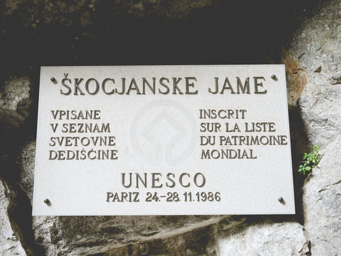 ŠKOCJANSKE JAME
VPISANE
V SEZNAM
SVETOVNE
DEDIŠČINE
INSCRIT
SUR LA LISTE
DU PATRIMOINE
MONDIAL
UNESCO
PARIZ 24.-28.11.1986